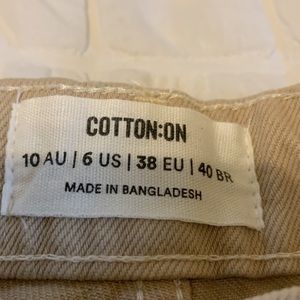 COTTON:ON
10 AU | 6 US | 38 EU | 40 BR
MADE IN BANGLADESH